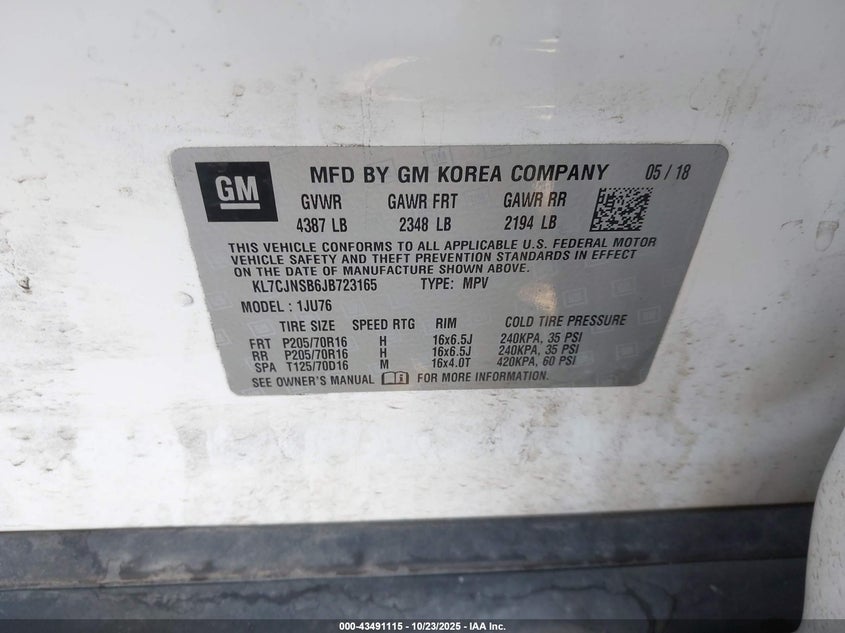 GM
MFD BY GM KOREA COMPANY 05 / 18
GVWR GAWR FRT GAWR RR
4387 LB 2348 LB 2194 LB
THIS VEHICLE CONFORMS TO ALL APPLICABLE U.S. FEDERAL MOTOR
VEHICLE SAFETY AND THEFT PREVENTION STANDARDS IN EFFECT
ON THE DATE OF MANUFACTURE SHOWN ABOVE.
KL7CJNSB6JB723165 TYPE: MPV
MODEL : 1JU76
TIRE SIZE SPEED RTG RIM COLD TIRE PRESSURE
FRT P205/70R16 H 16x6.5J 240KPA, 35 PSI
RR P205/70R16 H 16x6.5J 240KPA, 35 PSI
SPA T125/70D16 M 16x4.0T 420KPA, 60 PSI
SEE OWNER'S MANUAL FOR MORE INFORMATION.
000-43491115 - 10/23/2025 - IAA Inc.